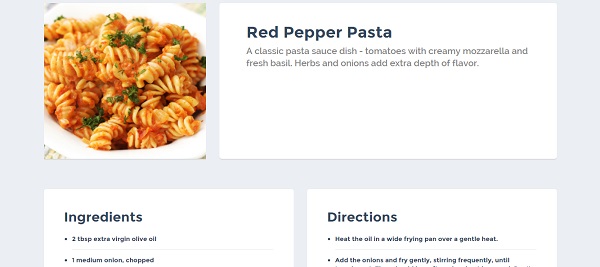 Red Pepper Pasta
A classic pasta sauce dish - tomatoes with creamy mozzarella and
fresh basil. Herbs and onions add extra depth of flavor.
Ingredients
2 tbsp extra virgin olive oil
1 medium onion, chopped
Directions
Heat the oil in a wide frying pan over a gentle heat.
Add the onions and fry gently, stirring frequently, until